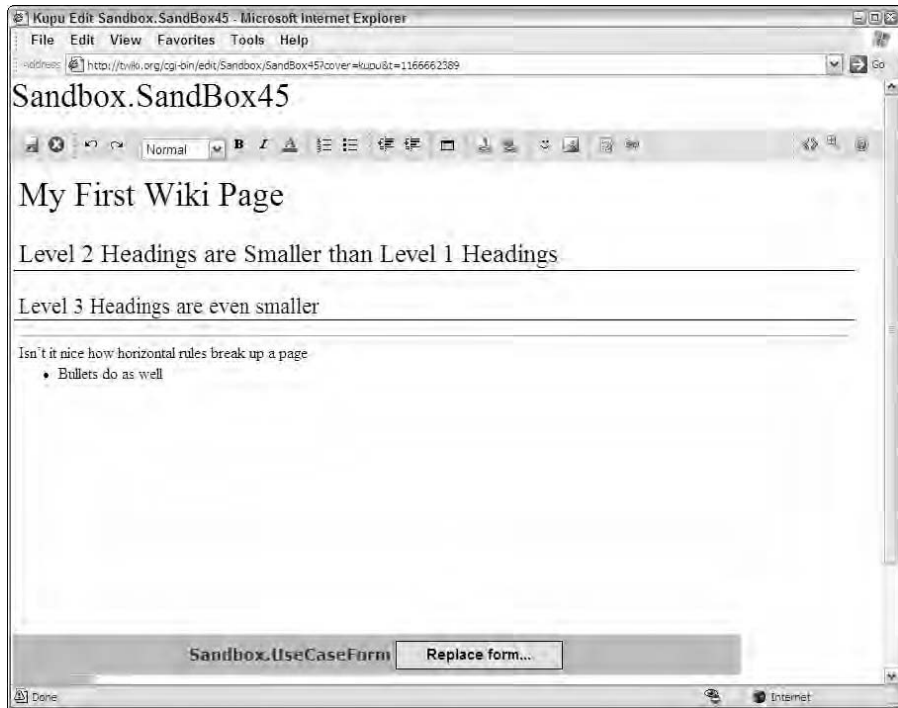 Kupu Edit Sandbox.SandBox45 - Microsoft Internet Explorer
File Edit View Favorites Tools Help
Address http://twiki.org/cgi-bin/edit/Sandbox/SandBox45?cover=kupu&t=1166662389 Go
Sandbox.SandBox45
Normal B I A
My First Wiki Page
Level 2 Headings are Smaller than Level 1 Headings
Level 3 Headings are even smaller
Isn't it nice how horizontal rules break up a page
• Bullets do as well
Sandbox.UseCaseForm Replace form...
Done Internet